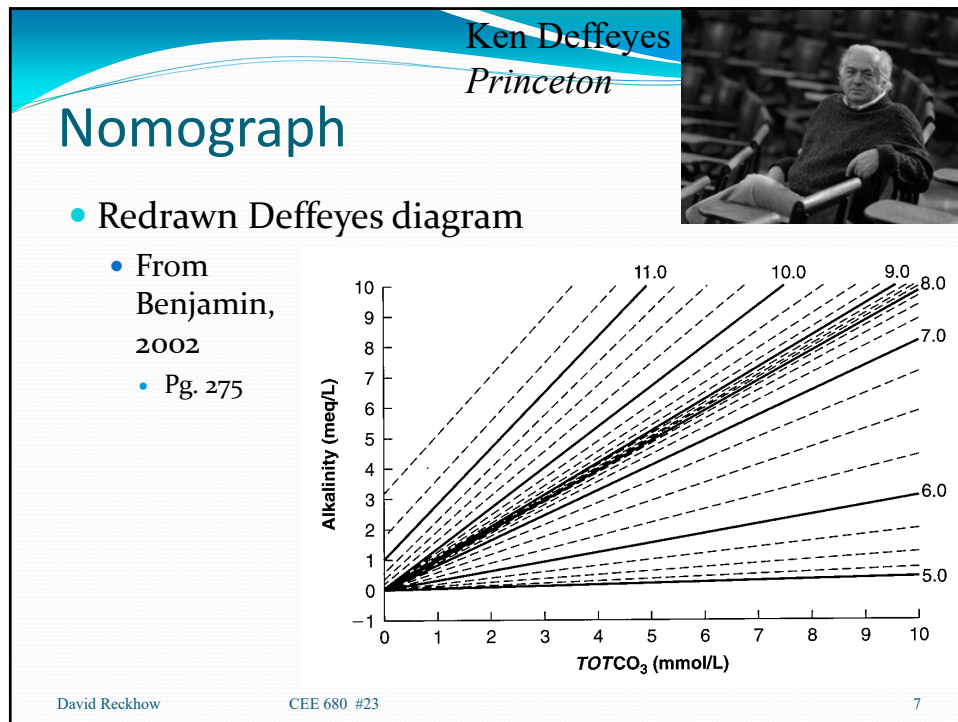 Ken Deffeyes
Princeton
Nomograph
Redrawn Deffeyes diagram
From
Benjamin,
2002
Pg. 275
11.0 10.0 9.0
8.0
7.0
6.0
5.0
10
9
8
7
6
5
4
3
2
1
0
−1
Alkalinity (meq/L)
0 1 2 3 4 5 6 7 8 9 10
TOTCO₃ (mmol/L)
David Reckhow CEE 680 #23 7